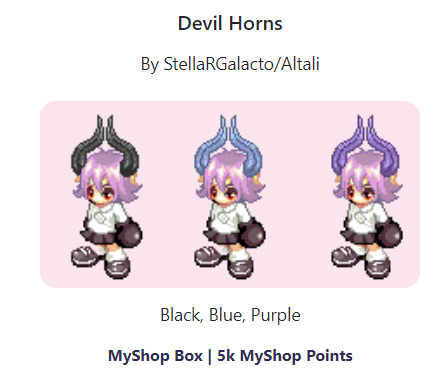 Devil Horns
By StellaRGalacto/Altali
Black, Blue, Purple
MyShop Box | 5k MyShop Points